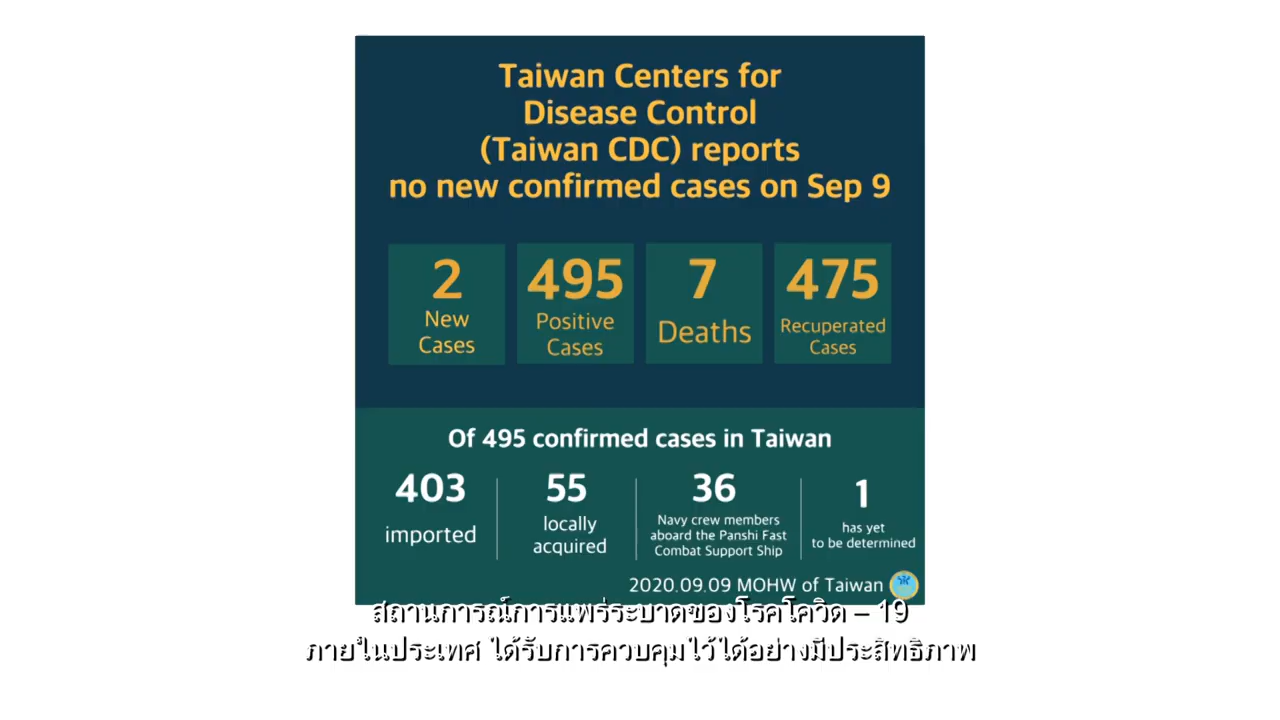 Taiwan Centers for
Disease Control
(Taiwan CDC) reports
no new confirmed cases on Sep 9
2
New
Cases
495
Positive
Cases
7
Deaths
475
Recuperated
Cases
Of 495 confirmed cases in Taiwan
403
imported
55
locally
acquired
36
Navy crew members
aboard the Panshi Fast
Combat Support Ship
1
has yet
to be determined
2020.09.09 MOHW of Taiwan
สถานการณ์การแพร่ระบาดของโรคโควิด – 19
ภายในประเทศ ได้รับการควบคุมไว้ได้อย่างมีประสิทธิภาพ